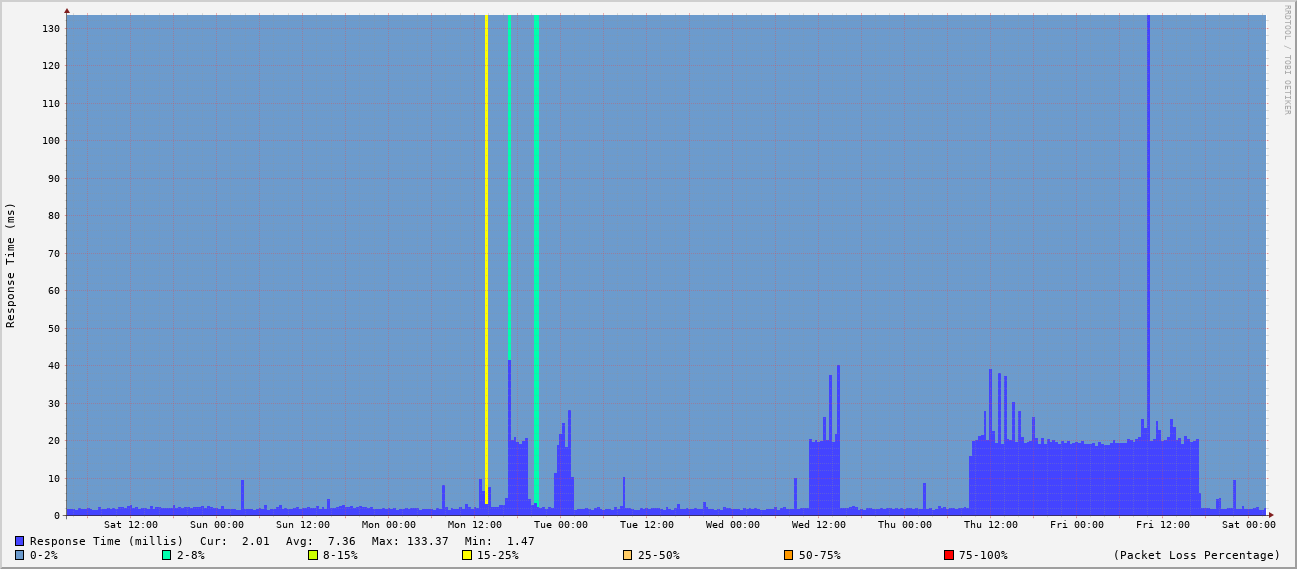 RRDTOOL / TOBI OETIKER
Response Time (ms)
130
120
110
100
90
80
70
60
50
40
30
20
10
0
Sat 12:00 Sun 00:00 Sun 12:00 Mon 00:00 Mon 12:00 Tue 00:00 Tue 12:00 Wed 00:00 Wed 12:00 Thu 00:00 Thu 12:00 Fri 00:00 Fri 12:00 Sat 00:00
Response Time (millis) Cur: 2.01 Avg: 7.36 Max: 133.37 Min: 1.47
0-2% 2-8% 8-15% 15-25% 25-50% 50-75% 75-100% (Packet Loss Percentage)